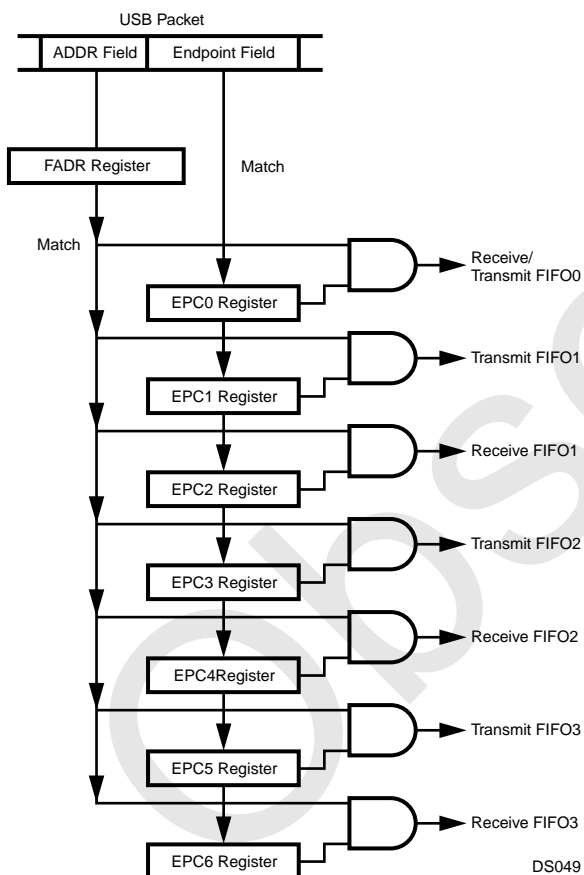 USB Packet
ADDR Field
Endpoint Field
FADR Register
Match
Match
Receive/
Transmit FIFO0
EPC0 Register
Transmit FIFO1
EPC1 Register
Receive FIFO1
EPC2 Register
Transmit FIFO2
EPC3 Register
Receive FIFO2
EPC4Register
Transmit FIFO3
EPC5 Register
Receive FIFO3
EPC6 Register
DS049
Obs